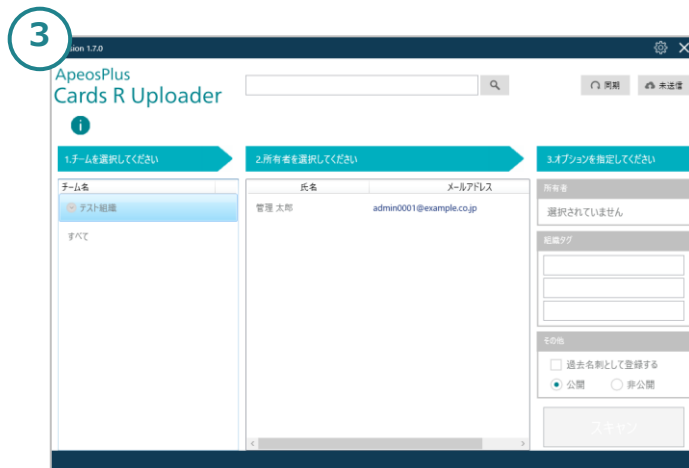 3
sion 1.7.0
ApeosPlus
Cards R Uploader
同期
未送信
i
1.チームを選択してください
2.所有者を選択してください
3.オプションを指定してください
チーム名
氏名
メールアドレス
所有者
テスト組織
管理 太郎
admin0001@example.co.jp
選択されていません
すべて
組織タグ
その他
過去名刺として登録する
公開
非公開
スキャン